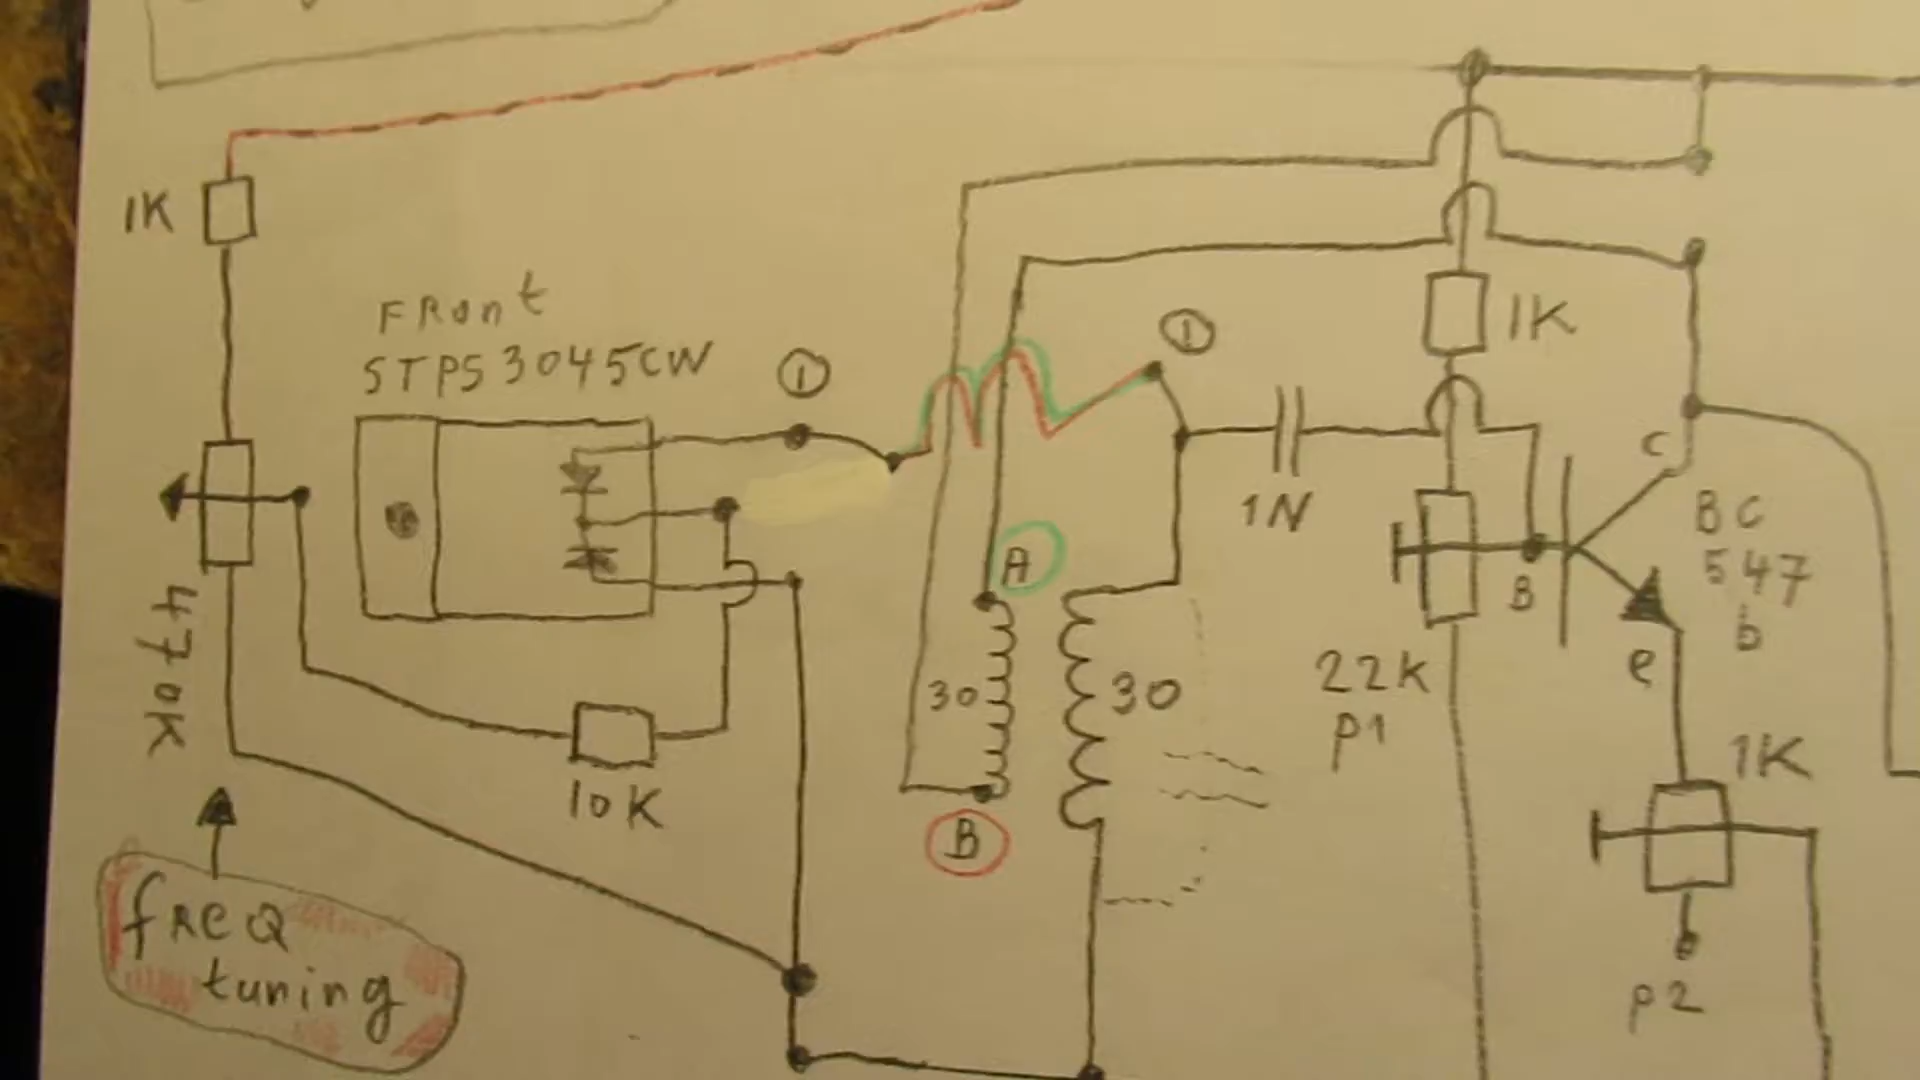 1K
FRont
STPS3045CW
1
1
1K
C
1N
BC
547
b
A
B
470K
30
30
22K
P1
e
1K
10K
B
freq
tuning
P2